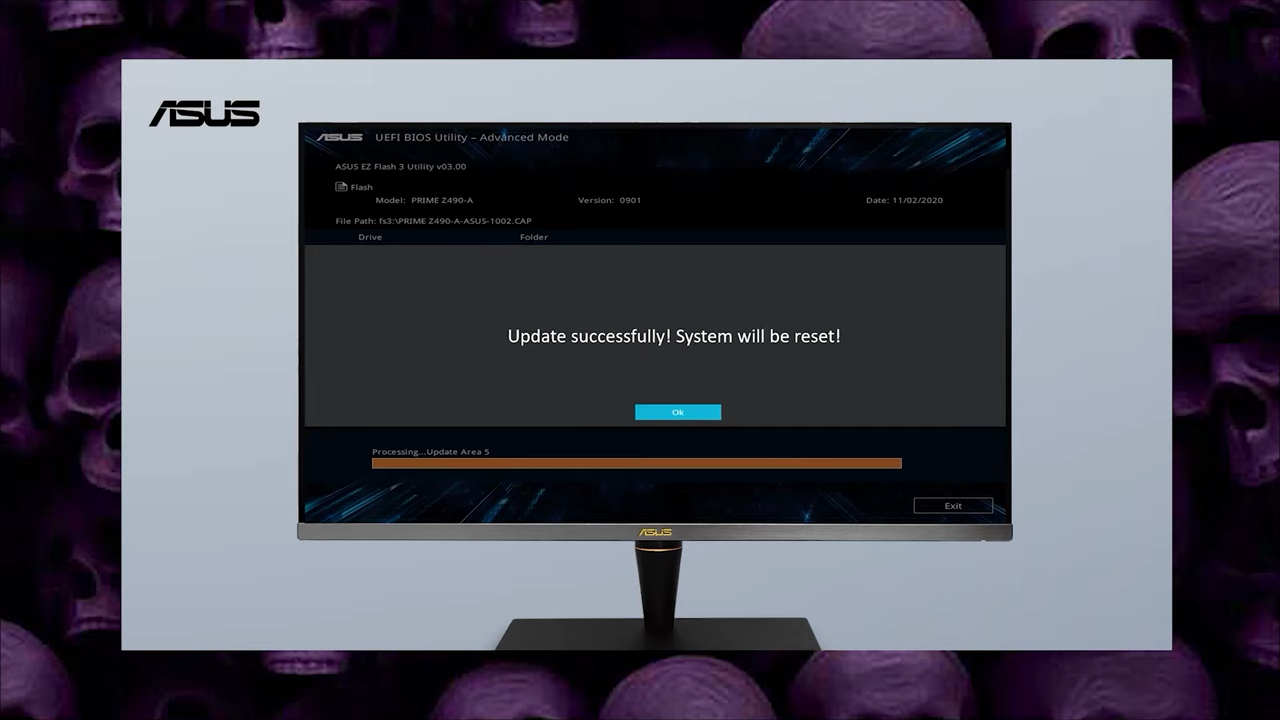 ASUS
ASUS UEFI BIOS Utility – Advanced Mode
ASUS EZ Flash 3 Utility v03.00
Flash
Model: PRIME Z490-A Version: 0901 Date: 11/02/2020
File Path: fs3:\PRIME Z490-A-ASUS-1002.CAP
Drive Folder
Update successfully! System will be reset!
Ok
Processing...Update Area 5
Exit
ASUS